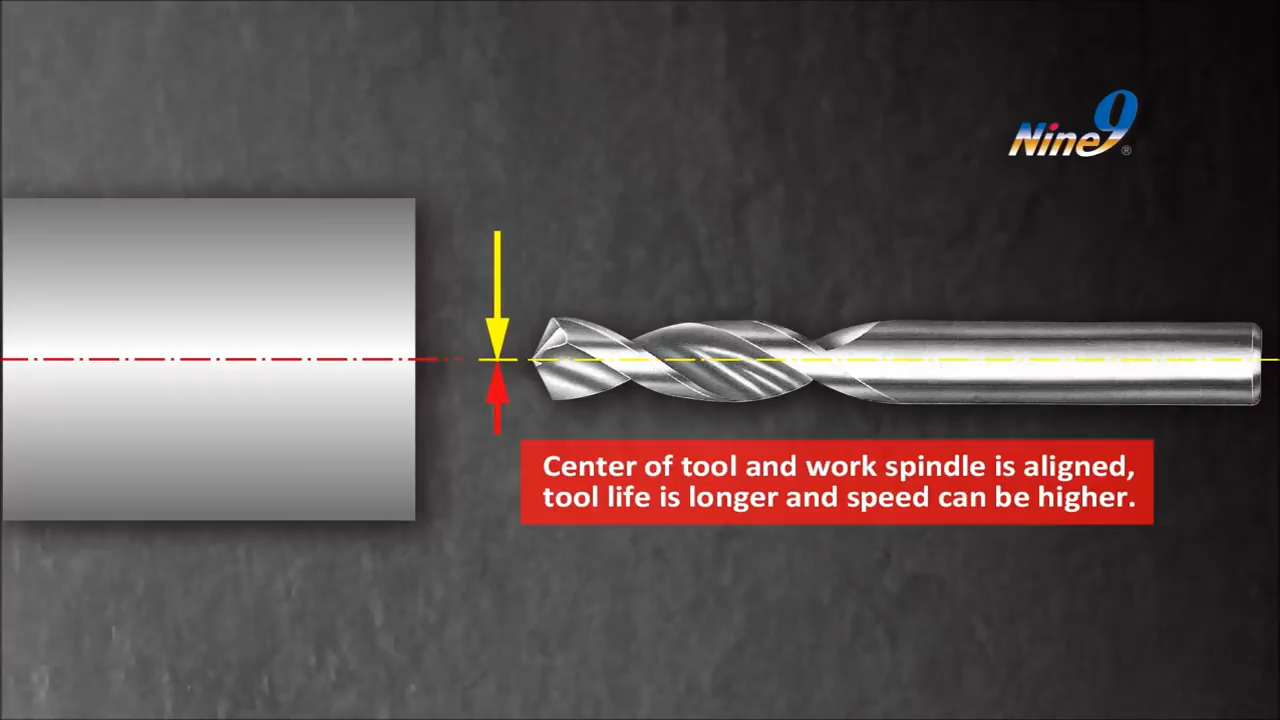 Nine9®
Center of tool and work spindle is aligned,
tool life is longer and speed can be higher.